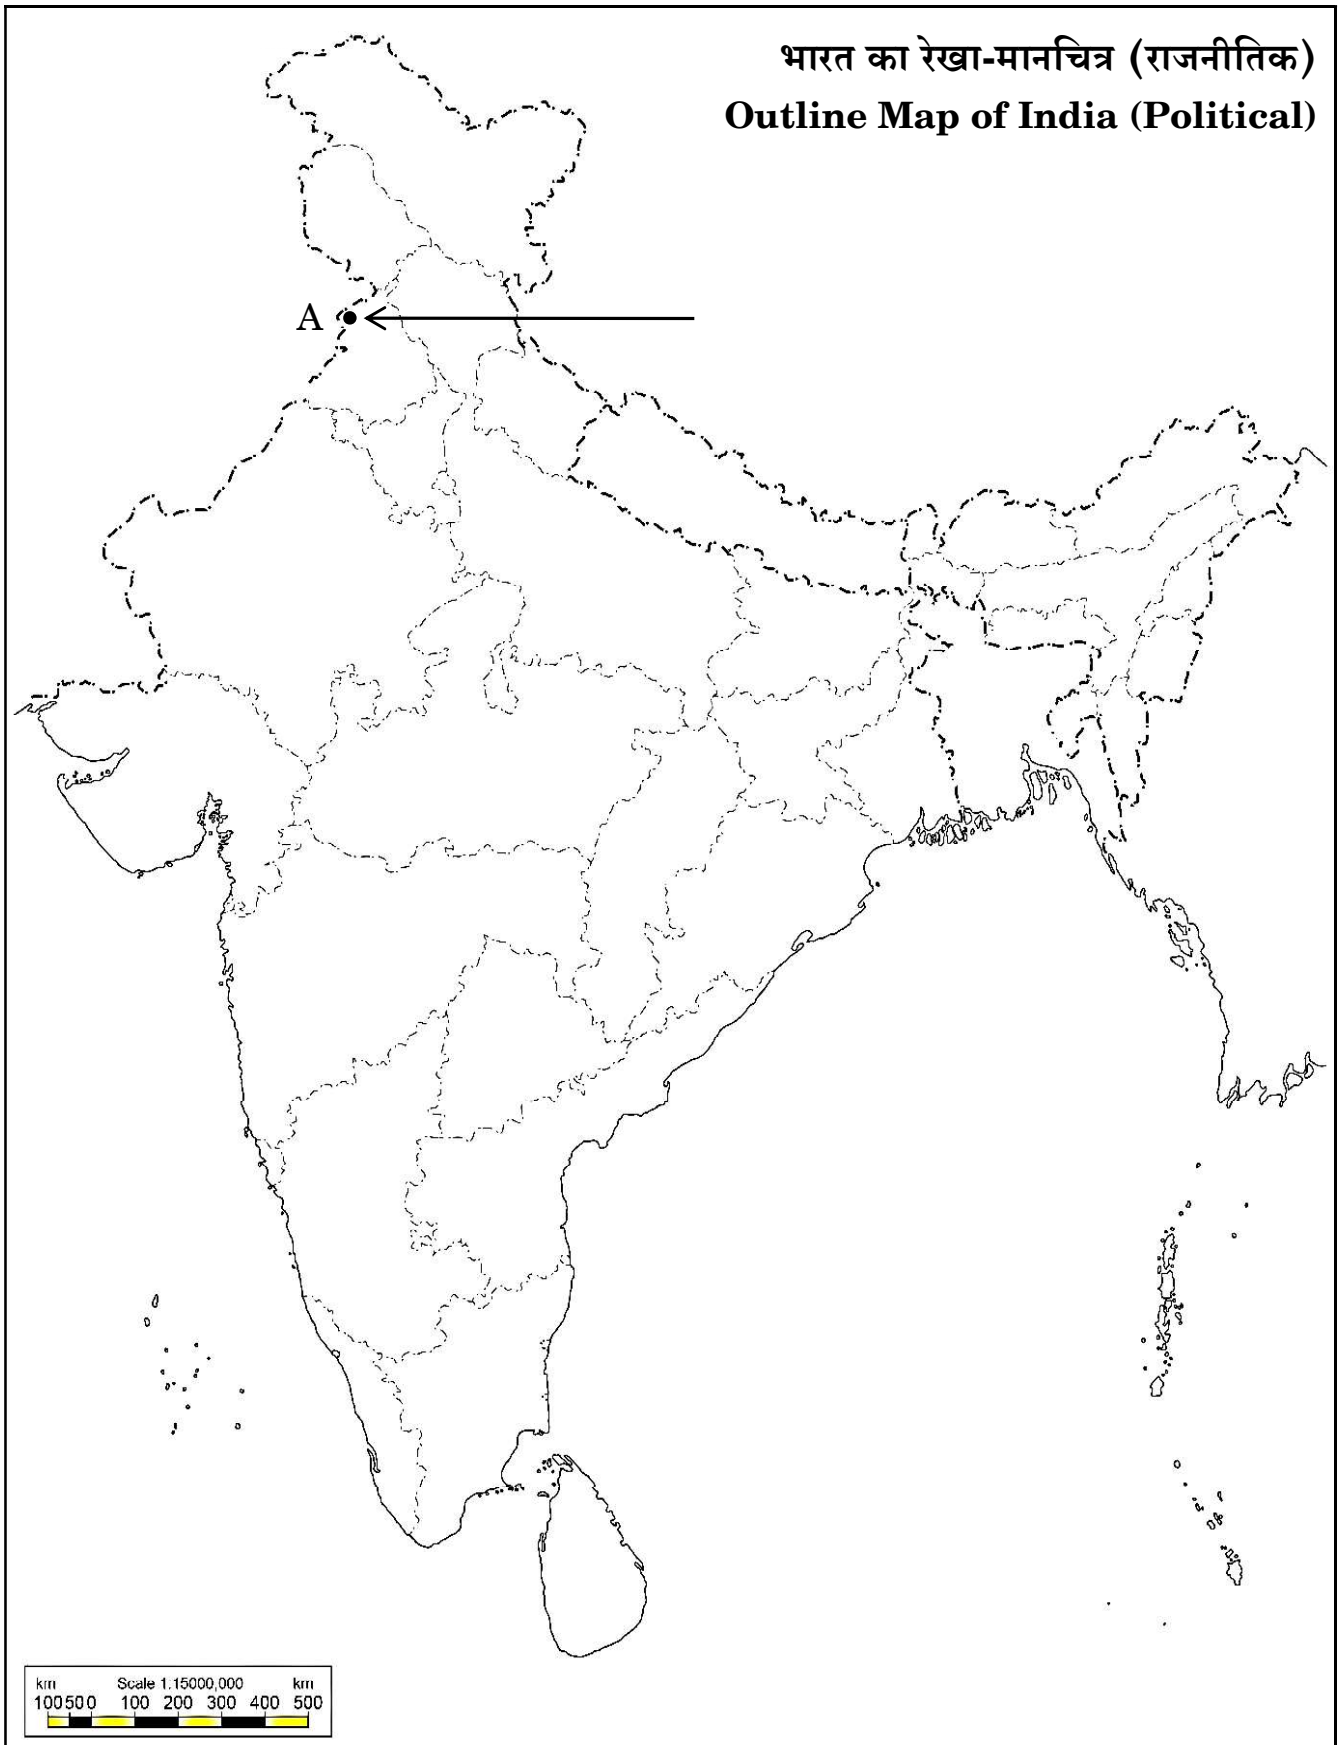 भारत का रेखा-मानचित्र (राजनीतिक)
Outline Map of India (Political)
A
km Scale 1:15000,000 km
100 50 0 100 200 300 400 500